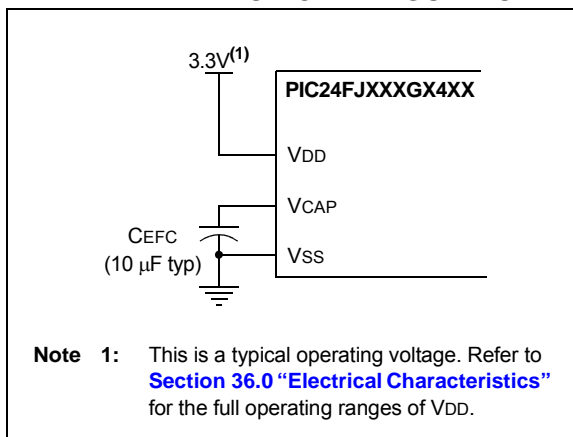 3.3V(1)
PIC24FJXXXGX4XX
VDD
VCAP
CEFC
(10 μF typ)
VSS
Note 1: This is a typical operating voltage. Refer to
Section 36.0 “Electrical Characteristics”
for the full operating ranges of VDD.